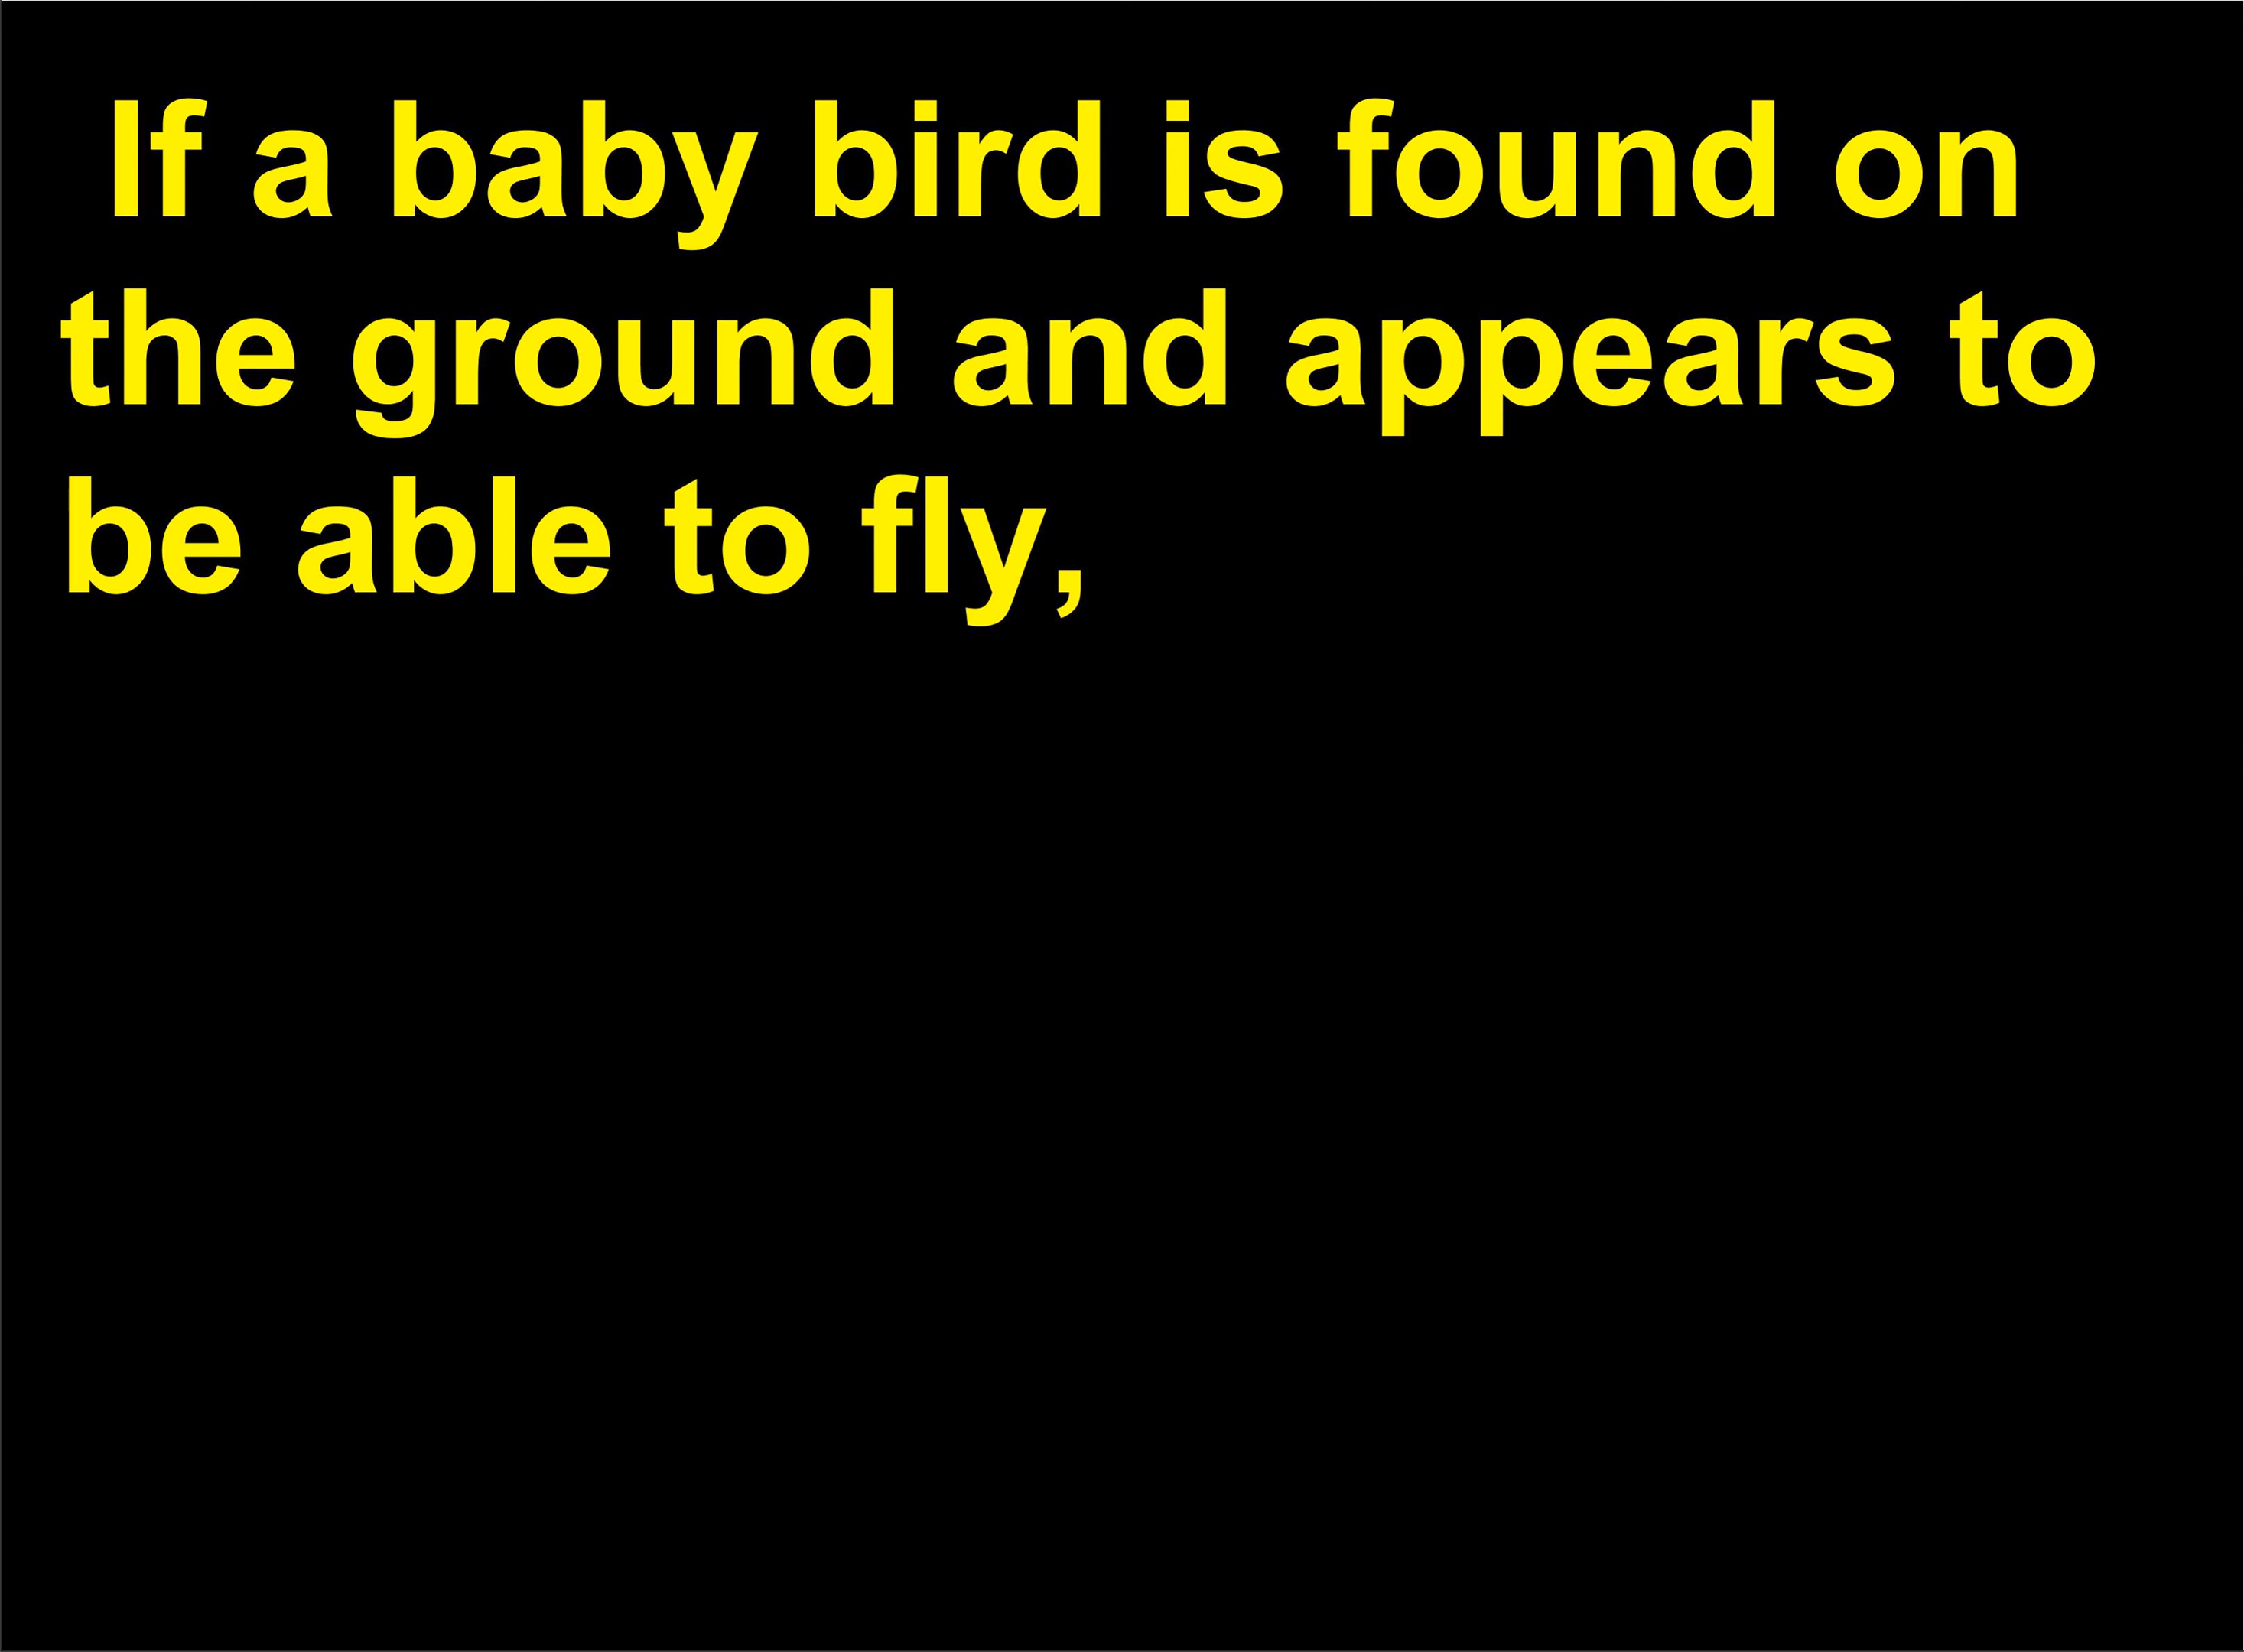 If a baby bird is found on
the ground and appears to
be able to fly,